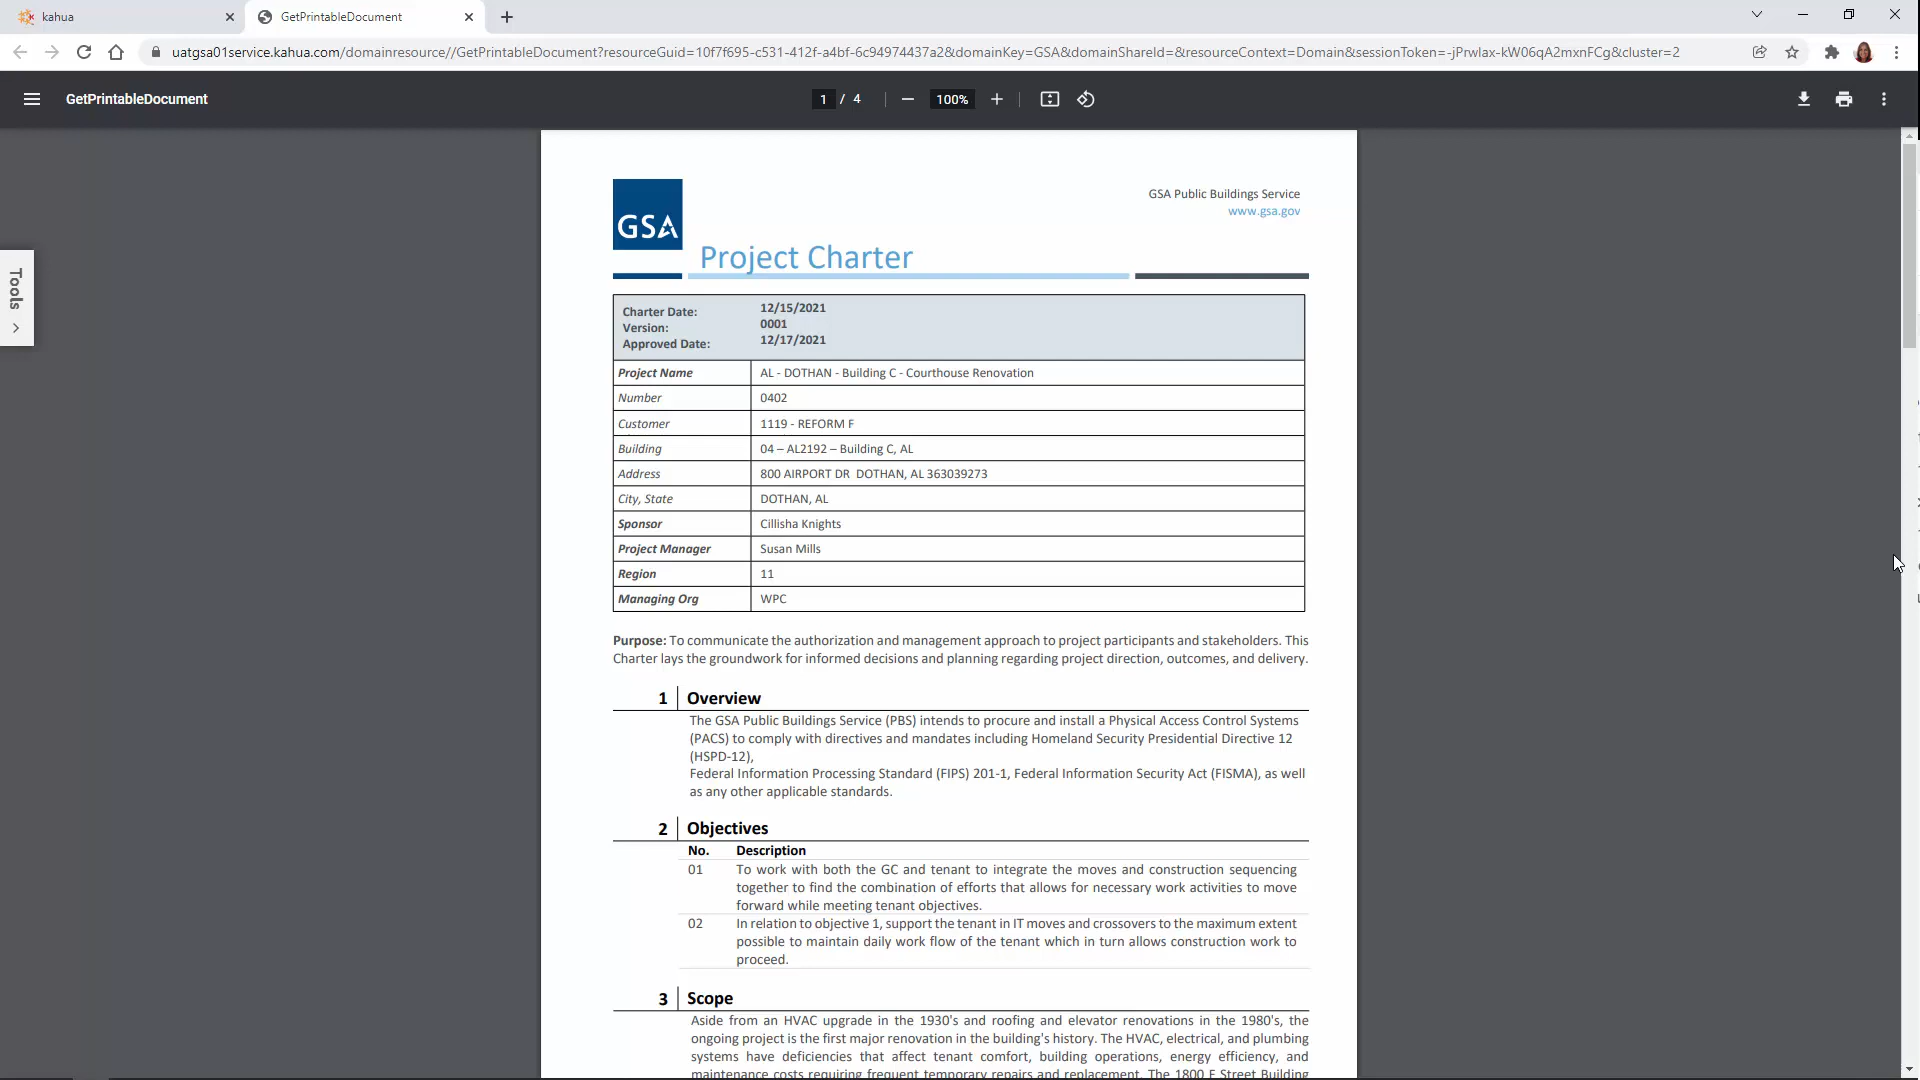 kahua
GetPrintableDocument
uatgsa01service.kahua.com/domainresource//GetPrintableDocument?resourceGuid=10f7f695-c531-412f-a4bf-6c94974437a2&domainKey=GSA&domainShareId=&resourceContext=Domain&sessionToken=-jPrwlax-kW06qA2mxnFCg&cluster=2
GetPrintableDocument
1 / 4
100%
Tools
GSA
GSA Public Buildings Service
www.gsa.gov
Project Charter
Charter Date: 12/15/2021
Version: 0001
Approved Date: 12/17/2021
Project Name AL - DOTHAN - Building C - Courthouse Renovation
Number 0402
Customer 1119 - REFORM F
Building 04 – AL2192 – Building C, AL
Address 800 AIRPORT DR DOTHAN, AL 363039273
City, State DOTHAN, AL
Sponsor Cillisha Knights
Project Manager Susan Mills
Region 11
Managing Org WPC
Purpose: To communicate the authorization and management approach to project participants and stakeholders. This
Charter lays the groundwork for informed decisions and planning regarding project direction, outcomes, and delivery.
1 Overview
The GSA Public Buildings Service (PBS) intends to procure and install a Physical Access Control Systems
(PACS) to comply with directives and mandates including Homeland Security Presidential Directive 12
(HSPD-12),
Federal Information Processing Standard (FIPS) 201-1, Federal Information Security Act (FISMA), as well
as any other applicable standards.
2 Objectives
No. Description
01 To work with both the GC and tenant to integrate the moves and construction sequencing
together to find the combination of efforts that allows for necessary work activities to move
forward while meeting tenant objectives.
02 In relation to objective 1, support the tenant in IT moves and crossovers to the maximum extent
possible to maintain daily work flow of the tenant which in turn allows construction work to
proceed.
3 Scope
Aside from an HVAC upgrade in the 1930's and roofing and elevator renovations in the 1980's, the
ongoing project is the first major renovation in the building's history. The HVAC, electrical, and plumbing
systems have deficiencies that affect tenant comfort, building operations, energy efficiency, and
maintenance costs requiring frequent temporary repairs and replacement. The 1800 F Street Building